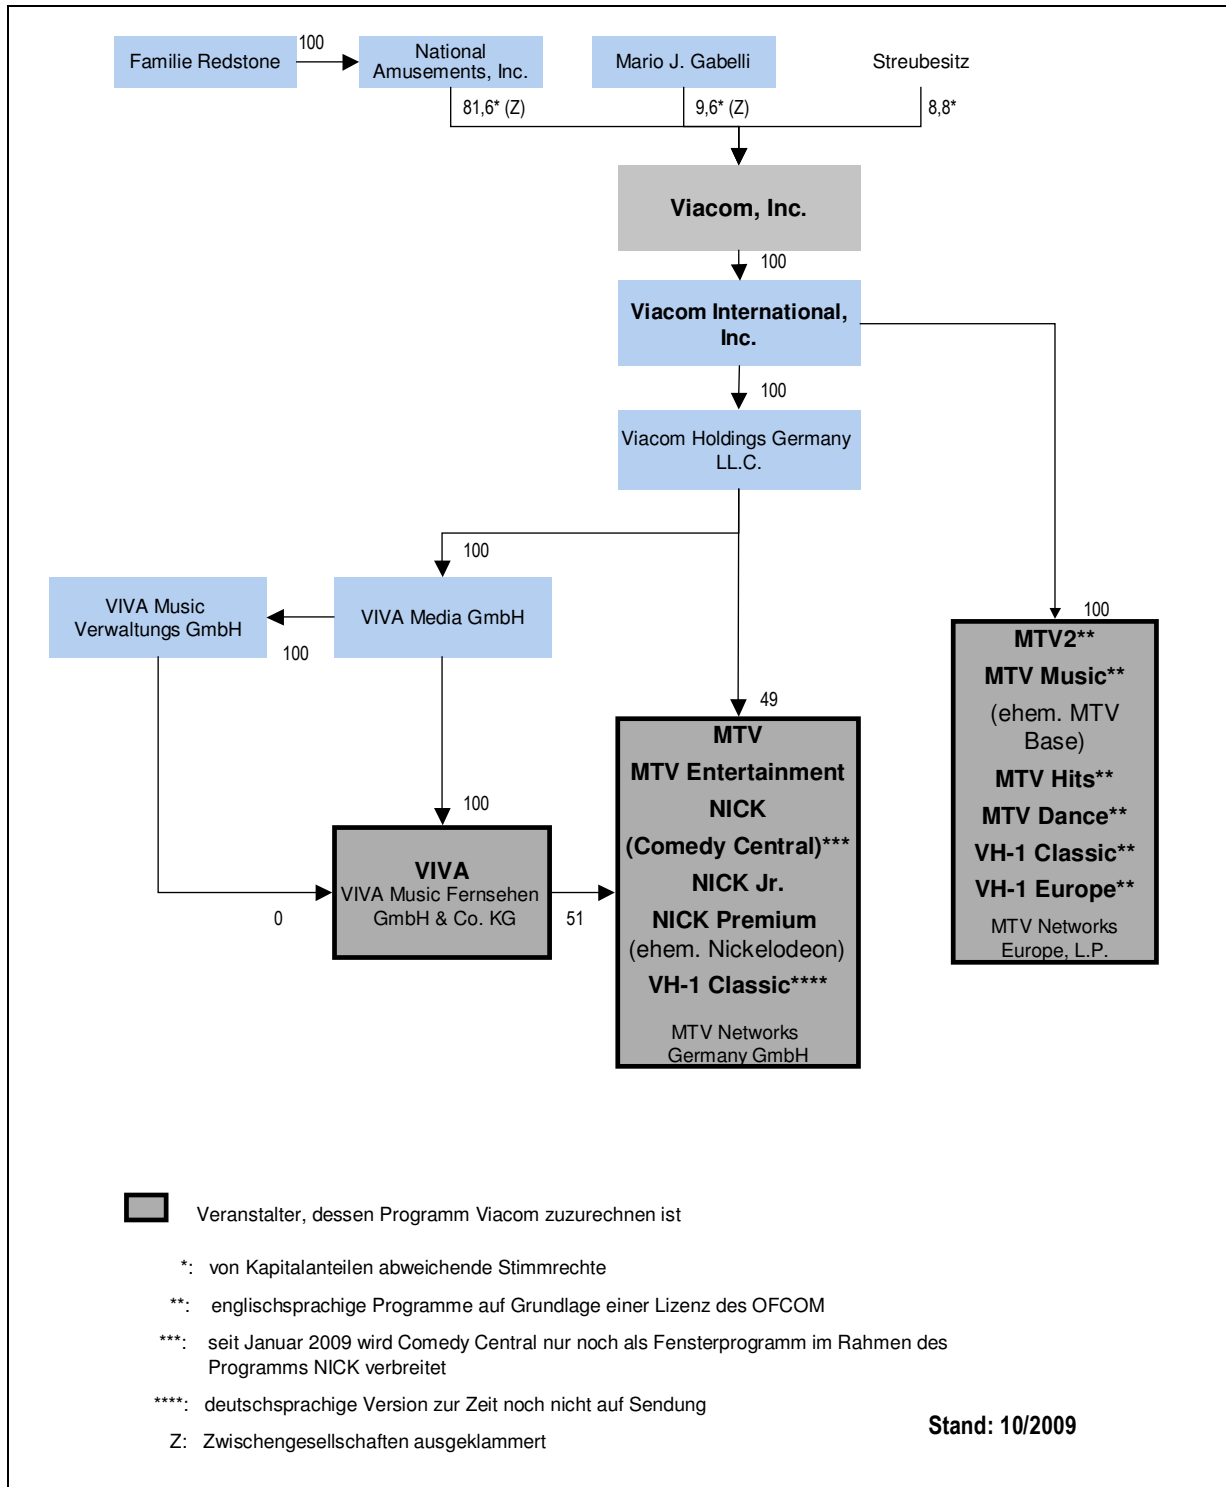 Familie Redstone
100
National
Amusements, Inc.
Mario J. Gabelli
Streubesitz
81,6* (Z)
9,6* (Z)
8,8*
Viacom, Inc.
100
Viacom International,
Inc.
100
Viacom Holdings Germany
LL.C.
100
VIVA Music
Verwaltungs GmbH
100
VIVA Media GmbH
100
MTV2**
MTV Music**
(ehem. MTV
Base)
MTV Hits**
MTV Dance**
VH-1 Classic**
VH-1 Europe**
MTV Networks
Europe, L.P.
49
MTV
MTV Entertainment
NICK
(Comedy Central)***
NICK Jr.
NICK Premium
(ehem. Nickelodeon)
VH-1 Classic****
MTV Networks
Germany GmbH
100
VIVA
VIVA Music Fernsehen
GmbH & Co. KG
0
51
Veranstalter, dessen Programm Viacom zuzurechnen ist
*: von Kapitalanteilen abweichende Stimmrechte
**: englischsprachige Programme auf Grundlage einer Lizenz des OFCOM
***: seit Januar 2009 wird Comedy Central nur noch als Fensterprogramm im Rahmen des
Programms NICK verbreitet
****: deutschsprachige Version zur Zeit noch nicht auf Sendung
Z: Zwischengesellschaften ausgeklammert
Stand: 10/2009